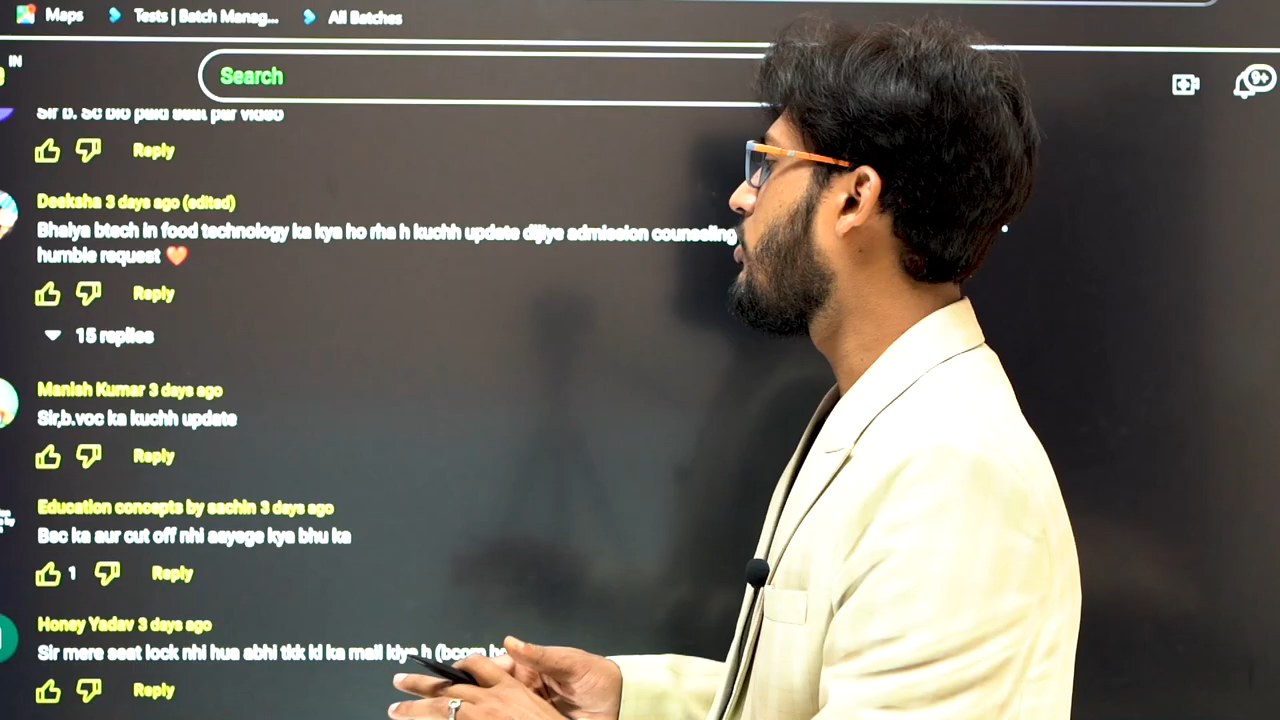 Maps
Tests | Batch Manag...
All Batches
IN
Search
9+
Sir B. Sc bio paid seat par video
Reply
Deeksha 3 days ago (edited)
Bhaiya btech in food technology ka kya ho rha h kuchh update dijiye admission counseling
humble request ❤️
Reply
15 replies
Manish Kumar 3 days ago
Sir,b.voc ka kuchh update
Reply
Education concepts by sachin 3 days ago
Bsc ka aur cut off nhi aayege kya bhu ka
1
Reply
Honey Yadav 3 days ago
Sir mere seat lock nhi hua abhi tkk ki ka mail kiye h (bcom
Reply